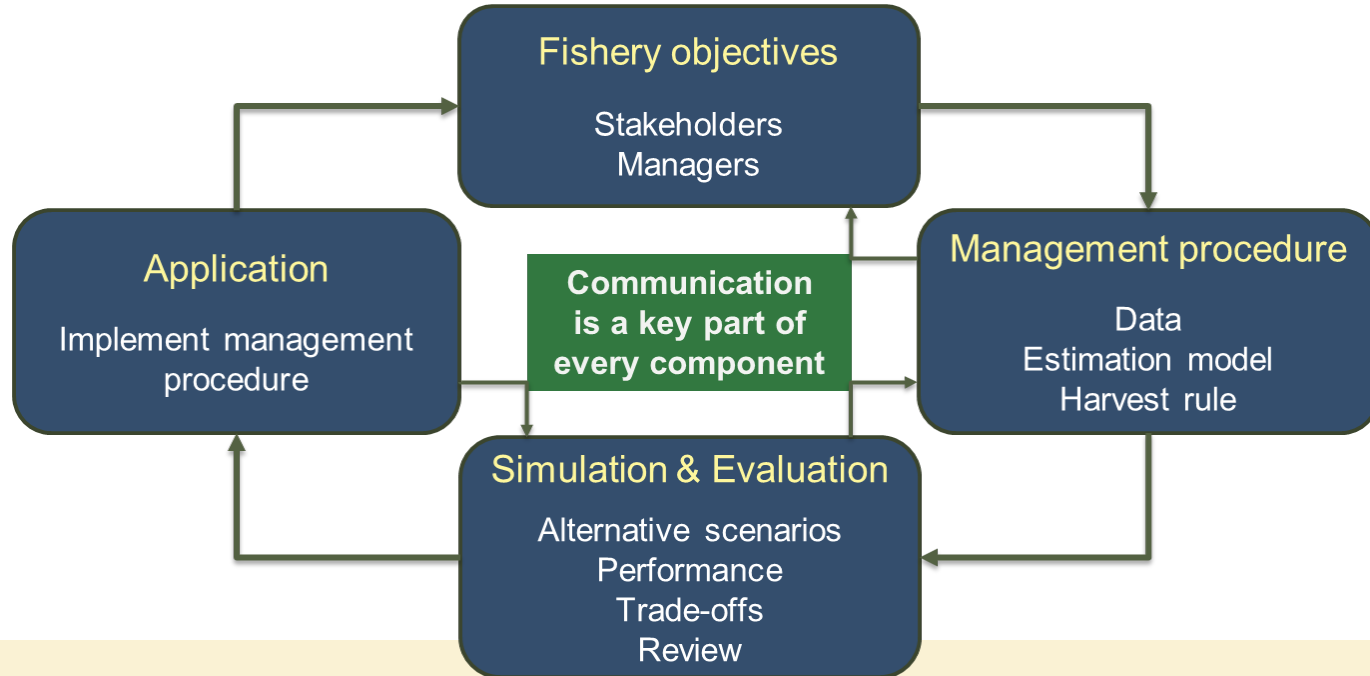 Fishery objectives
Stakeholders
Managers
Application
Implement management
procedure
Communication
is a key part of
every component
Management procedure
Data
Estimation model
Harvest rule
Simulation & Evaluation
Alternative scenarios
Performance
Trade-offs
Review